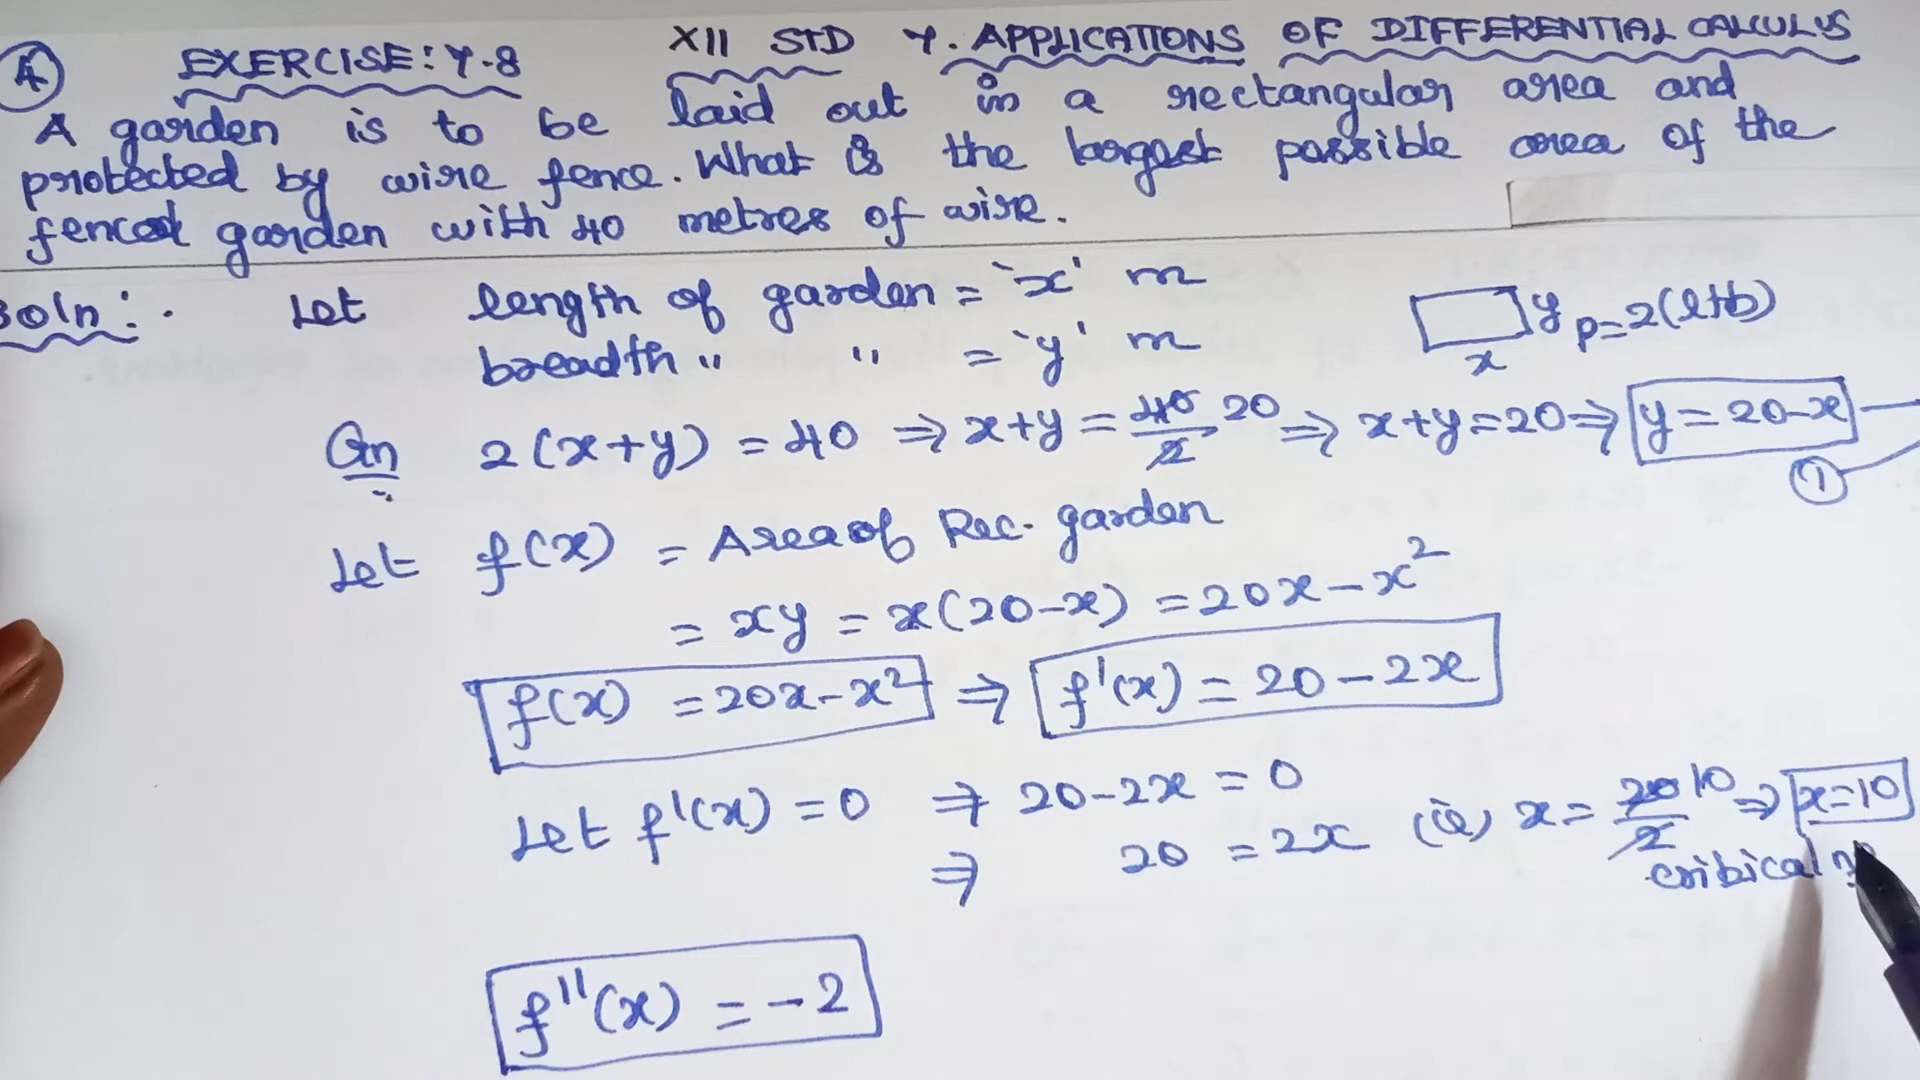 4 EXERCISE: 7.8 XII STD 7. APPLICATIONS OF DIFFERENTIAL CALCULUS
A garden is to be laid out in a rectangular area and
protected by wire fence. What is the largest possible area of the
fenced garden with 40 metres of wire.
Soln:. Let length of garden = 'x' m
breadth " " = 'y' m
y P=2(l+b)
x
Gn 2(x+y) = 40 ⇒ x+y = 40/2 20 ⇒ x+y=20 ⇒ y=20-x
1
Let f(x) = Area of Rec. garden
= xy = x(20-x) = 20x-x²
f(x) = 20x-x² ⇒ f'(x) = 20-2x
Let f'(x) = 0 ⇒ 20-2x = 0
⇒ 20 = 2x (ie) x = 20/2 10 ⇒ x=10
critical
f''(x) = -2